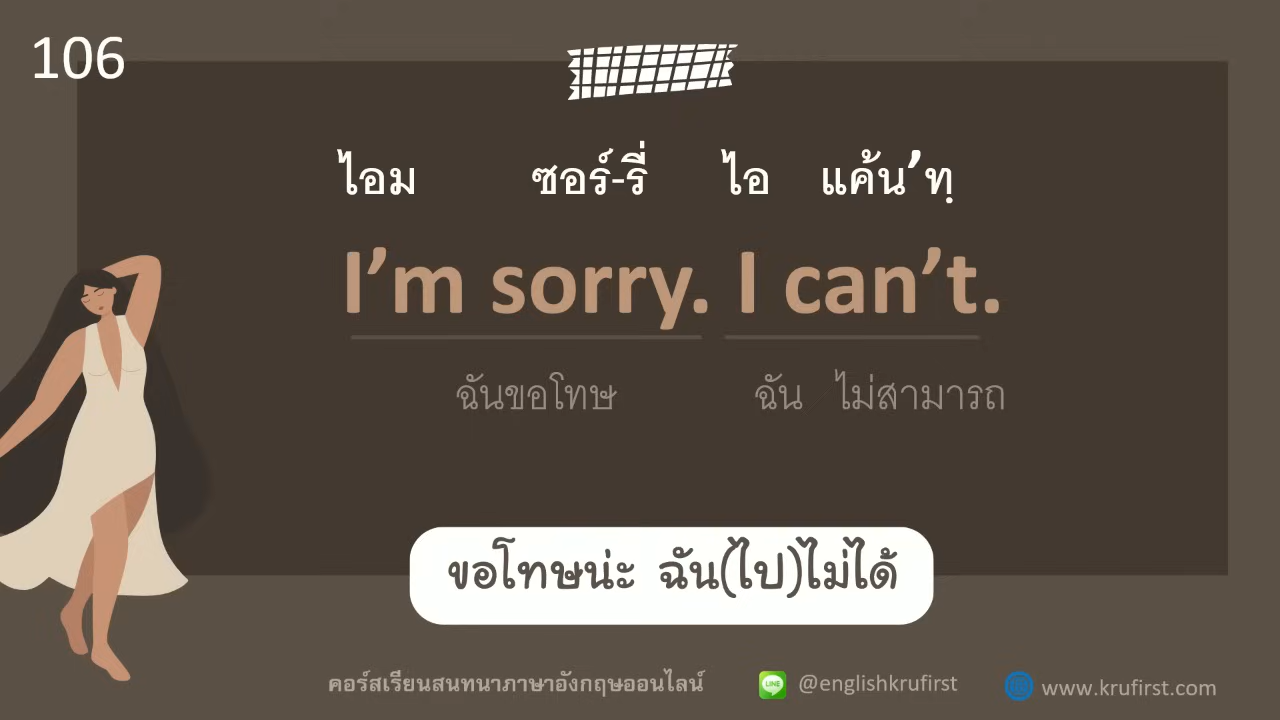 106
ไอม ซอร์-รี่ ไอ แค้น’ทฺ
I’m sorry. I can’t.
ฉันขอโทษ ฉัน ไม่สามารถ
ขอโทษน่ะ ฉัน(ไป)ไม่ได้
คอร์สเรียนสนทนาภาษาอังกฤษออนไลน์ LINE @englishkrufirst www.krufirst.com